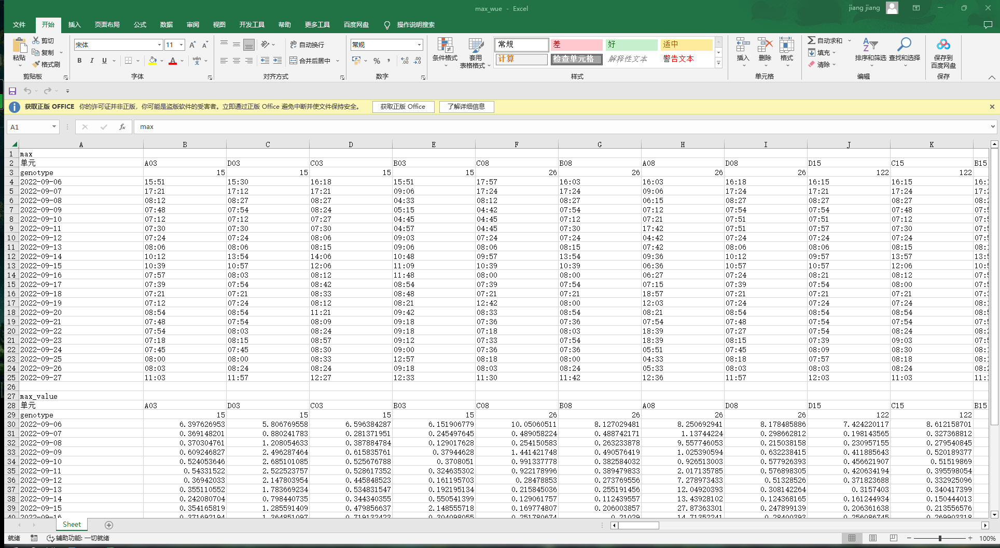 max_wue - Excel
jiang jiang
文件 开始 插入 页面布局 公式 数据 审阅 视图 开发工具 帮助 更多工具 百度网盘 操作说明搜索
粘贴 剪切 复制 格式刷 剪贴板
宋体 11 B I U A wén 字体
自动换行 合并后居中 对齐方式
常规 % 数字
条件格式 套用表格格式 常规 差 好 适中 计算 检查单元格 解释性文本 警告文本 样式
插入 删除 格式 单元格
自动求和 填充 清除 排序和筛选 查找和选择 编辑
保存到百度网盘 保存
获取正版 OFFICE 你的许可证并非正版，你可能是盗版软件的受害者。立即通过正版 Office 避免中断并使文件保持安全。 获取正版 Office 了解详细信息
A1 fx max
A B C D E F G H I J K
1 max
2 单元 A03 D03 C03 B03 C08 B08 A08 D08 D15 C15 B15
3 genotype 15 15 15 15 26 26 26 26 122 122
4 2022-09-06 15:51 15:30 16:18 15:51 17:57 16:03 16:03 16:18 16:15 16:15
5 2022-09-07 17:21 17:12 17:21 09:06 17:24 17:24 09:06 17:24 17:21 17:24
6 2022-09-08 08:12 08:27 08:27 04:33 08:12 08:27 06:15 08:27 08:27 08:27
7 2022-09-09 07:48 07:54 08:24 05:15 04:42 07:54 07:12 07:54 07:54 07:48
8 2022-09-10 07:12 07:12 07:27 04:45 04:45 07:12 07:21 07:51 07:51 07:12
9 2022-09-11 07:30 07:30 07:30 04:57 04:45 07:30 17:42 07:51 07:57 07:30
10 2022-09-12 07:24 07:24 08:06 09:03 07:24 07:24 04:42 07:24 07:24 07:24
11 2022-09-13 08:06 08:06 08:15 09:06 08:06 08:15 07:42 08:06 08:06 08:15
12 2022-09-14 10:12 13:54 14:06 10:48 09:57 13:54 09:36 10:12 09:57 13:57
13 2022-09-15 10:39 10:57 12:06 11:09 10:39 10:39 06:36 10:57 10:57 12:06
14 2022-09-16 07:57 08:03 08:12 11:48 08:00 08:00 06:27 07:24 08:21 08:12
15 2022-09-17 07:39 07:54 08:42 08:54 07:39 07:54 07:15 07:39 07:54 08:00
16 2022-09-18 07:21 07:21 08:33 08:48 07:21 07:21 18:57 07:21 07:21 07:21
17 2022-09-19 07:12 07:24 08:12 08:21 12:42 08:00 12:03 07:24 07:24 07:24
18 2022-09-20 08:54 08:54 11:21 09:42 08:33 08:54 08:21 08:54 08:54 08:54
19 2022-09-21 07:48 07:54 08:09 09:18 07:36 07:36 07:54 07:48 07:54 07:54
20 2022-09-22 07:54 08:03 08:24 09:18 07:18 08:03 18:39 07:27 07:54 08:24
21 2022-09-23 07:18 08:15 08:57 09:12 07:33 07:54 18:39 08:15 07:39 09:03
22 2022-09-24 07:45 07:45 08:30 09:00 07:36 07:36 05:51 07:45 08:09 08:30
23 2022-09-25 08:00 08:00 08:33 12:57 08:18 08:00 04:33 08:18 07:57 08:18
24 2022-09-26 08:03 08:24 08:24 09:18 08:03 08:24 05:33 08:03 08:03 08:24
25 2022-09-27 11:03 11:57 12:27 12:33 11:30 11:42 12:36 11:57 12:03 11:03
26
27 max_value
28 单元 A03 D03 C03 B03 C08 B08 A08 D08 D15 C15 B15
29 genotype 15 15 15 15 26 26 26 26 122 122
30 2022-09-06 6.397626953 5.806769558 6.596384287 6.151906779 10.05060511 8.127029481 8.250692941 8.178485886 7.424220117 8.612158701
31 2022-09-07 0.369148201 0.880241783 0.281371951 0.245497645 0.489058224 0.488742171 1.13744224 0.298662812 0.198143565 0.327368812
32 2022-09-08 0.370304761 1.208054633 0.387884784 0.129017628 0.254150583 0.263233878 9.557746053 0.215038158 0.230957155 0.279540845
33 2022-09-09 0.609246827 2.496287464 0.615835761 0.37944628 1.441421748 0.490576419 1.025390594 0.632238415 0.411885643 0.520189377
34 2022-09-10 0.524053646 2.685101085 0.525676788 0.3708051 0.991337778 0.382584032 0.926513003 0.577926393 0.456621907 0.51519869
35 2022-09-11 0.54331522 2.522523757 0.528617352 0.324635302 0.922178996 0.389479833 2.017135785 0.576898305 0.420634194 0.395598054
36 2022-09-12 0.36942033 2.147803954 0.445848523 0.161195703 0.28478853 0.273769556 7.278973433 0.51328526 0.371823688 0.332925096
37 2022-09-13 0.355110552 1.783669234 0.534831547 0.192195134 0.215845036 0.255191456 12.04920393 0.308142264 0.3157403 0.340417399
38 2022-09-14 0.242080704 0.798440735 0.344340355 0.550541399 0.129061757 0.112439557 13.43928102 0.124368165 0.161244934 0.150444013
39 2022-09-15 0.354165819 1.285591409 0.479856637 2.148555718 0.169774807 0.206003857 27.87363301 0.247899139 0.206361638 0.213556576
40 2022-09-16 0.371692194 1.364851097 0.719132423 0.304098055 0.251780674 0.21029 14.71352241 0.28400393 0.256086745 0.269903318
Sheet
就绪 辅助功能: 一切就绪 100%